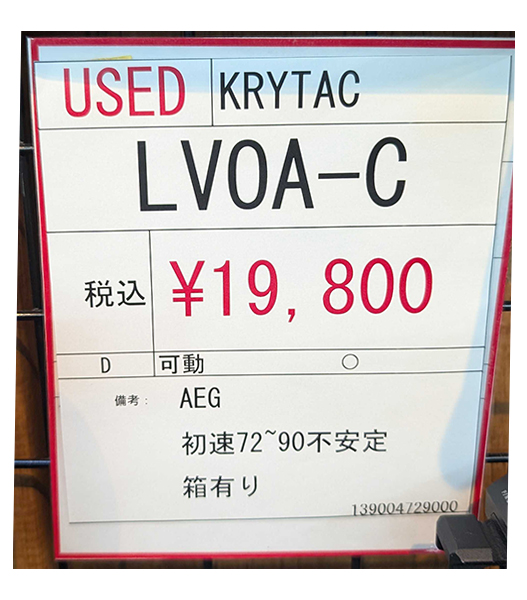 USED KRYTAC
LVOA-C
税込 ¥19,800
D 可動 ○
備考: AEG
初速72~90不安定
箱有り
139004729000